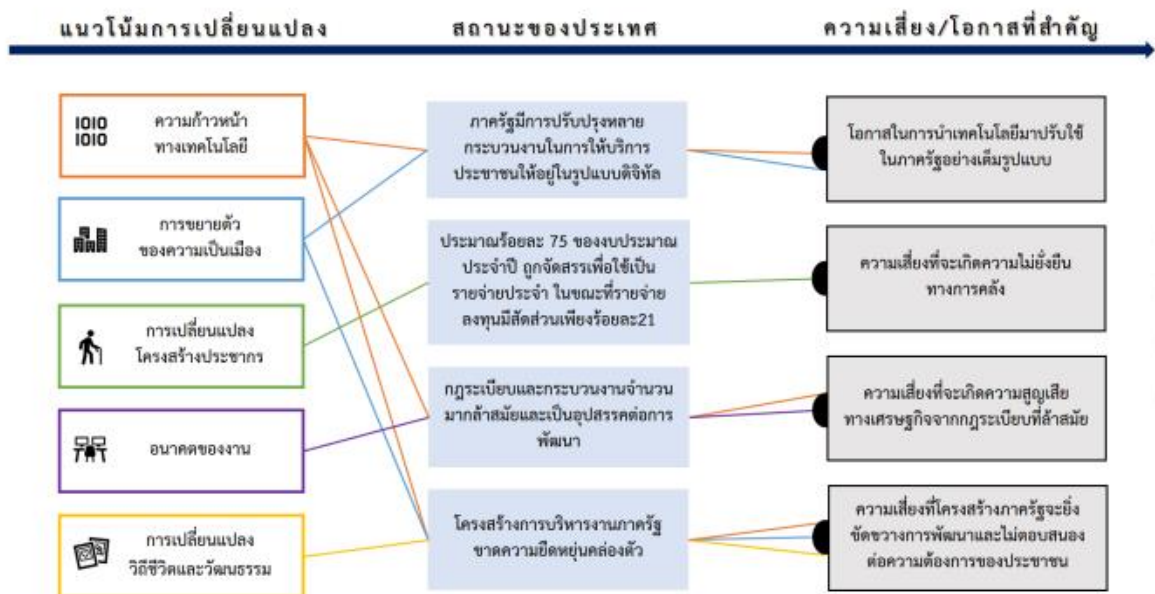 แนวโน้มการเปลี่ยนแปลง
สถานะของประเทศ
ความเสี่ยง/โอกาสที่สำคัญ
1010
1010
ความก้าวหน้า
ทางเทคโนโลยี
ภาครัฐมีการปรับปรุงหลาย
กระบวนงานในการให้บริการ
ประชาชนให้อยู่ในรูปแบบดิจิทัล
โอกาสในการนำเทคโนโลยีมาปรับใช้
ในภาครัฐอย่างเต็มรูปแบบ
การขยายตัว
ของความเป็นเมือง
ประมาณร้อยละ 75 ของงบประมาณ
ประจำปี ถูกจัดสรรเพื่อใช้เป็น
รายจ่ายประจำ ในขณะที่รายจ่าย
ลงทุนมีสัดส่วนเพียงร้อยละ21
ความเสี่ยงที่จะเกิดความไม่ยั่งยืน
ทางการคลัง
การเปลี่ยนแปลง
โครงสร้างประชากร
กฎระเบียบและกระบวนงานจำนวน
มากล้าสมัยและเป็นอุปสรรคต่อการ
พัฒนา
ความเสี่ยงที่จะเกิดความสูญเสีย
ทางเศรษฐกิจจากกฎระเบียบที่ล้าสมัย
อนาคตของงาน
โครงสร้างการบริหารงานภาครัฐ
ขาดความยืดหยุ่นคล่องตัว
ความเสี่ยงที่โครงสร้างภาครัฐจะยิ่ง
ขัดขวางการพัฒนาและไม่ตอบสนอง
ต่อความต้องการของประชาชน
การเปลี่ยนแปลง
วิถีชีวิตและวัฒนธรรม